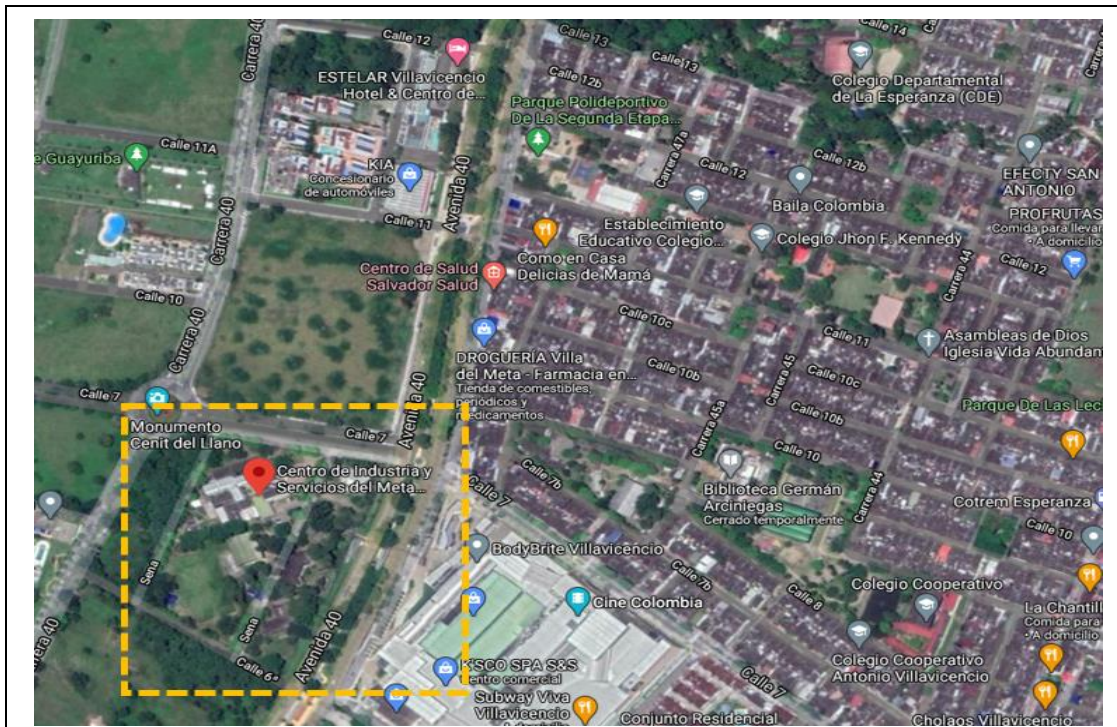 Calle 12
Calle 13
Calle 14
Carrera 40
ESTELAR Villavicencio
Hotel & Centro de...
Calle 12b
Calle 13
Colegio Departamental
de La Esperanza (CDE)
Parque Polideportivo
De La Segunda Etapa...
Calle 11A
e Guayuriba
KIA
Concesionario
de automóviles
Avenida 40
Carrera 47a
Calle 12
Calle 12b
Baila Colombia
EFECTY SAN
ANTONIO
PROFRUTAS
Comida para llevar
• A domicilio
Calle 11
Carrera 40
Establecimiento
Educativo Colegio...
Colegio Jhon F. Kennedy
Como en Casa
Delicias de Mamá
Carrera 44
Calle 12
Centro de Salud
Salvador Salud
Calle 10
Carrera 40
Calle 10c
Calle 11
Asambleas de Dios
Iglesia Vida Abundan
DROGUERÍA Villa
del Meta - Farmacia en...
Tienda de comestibles,
periódicos y
medicamentos
Calle 10b
Carrera 45
Calle 10c
Calle 10b
Parque De Las Lec
Calle 7
Avenida 40
Carrera 45a
Monumento
Cenit del Llano
Calle 7
Calle 10
Centro de Industria y
Servicios del Meta...
Calle 7
Calle 7b
Biblioteca Germán
Arciniegas
Cerrado temporalmente
Carrera 44
Cotrem Esperanza
Calle 10
BodyBrite Villavicencio
Sena
Calle 7b
Calle 8
Colegio Cooperativo
Cine Colombia
La Chantill
Comida para
• A domicilio
Sena
Avenida 40
Carrera 40
Calle 6ª
K'SCO SPA S&S
Centro comercial
Calle 7
Colegio Cooperativo
Antonio Villavicencio
Subway Viva
Villavicencio
Conjunto Residencial
Cholaos Villavicencio